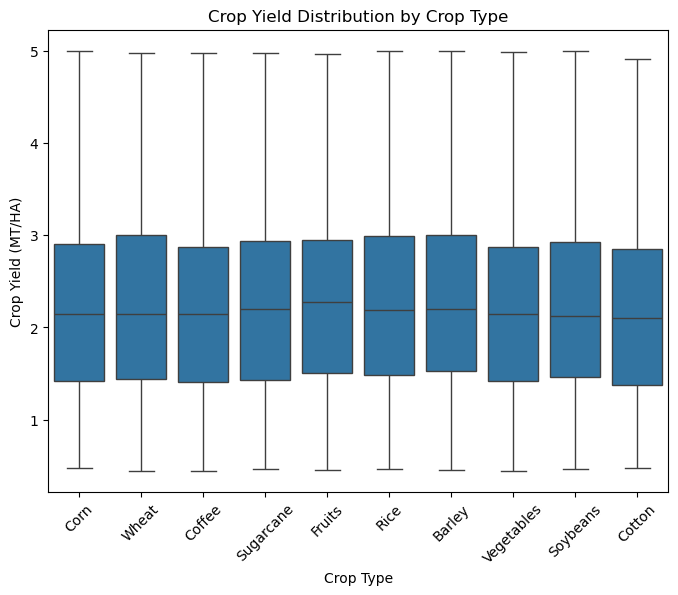 Crop Yield Distribution by Crop Type
Crop Yield (MT/HA)
5
4
3
2
1
Corn
Wheat
Coffee
Sugarcane
Fruits
Rice
Barley
Vegetables
Soybeans
Cotton
Crop Type